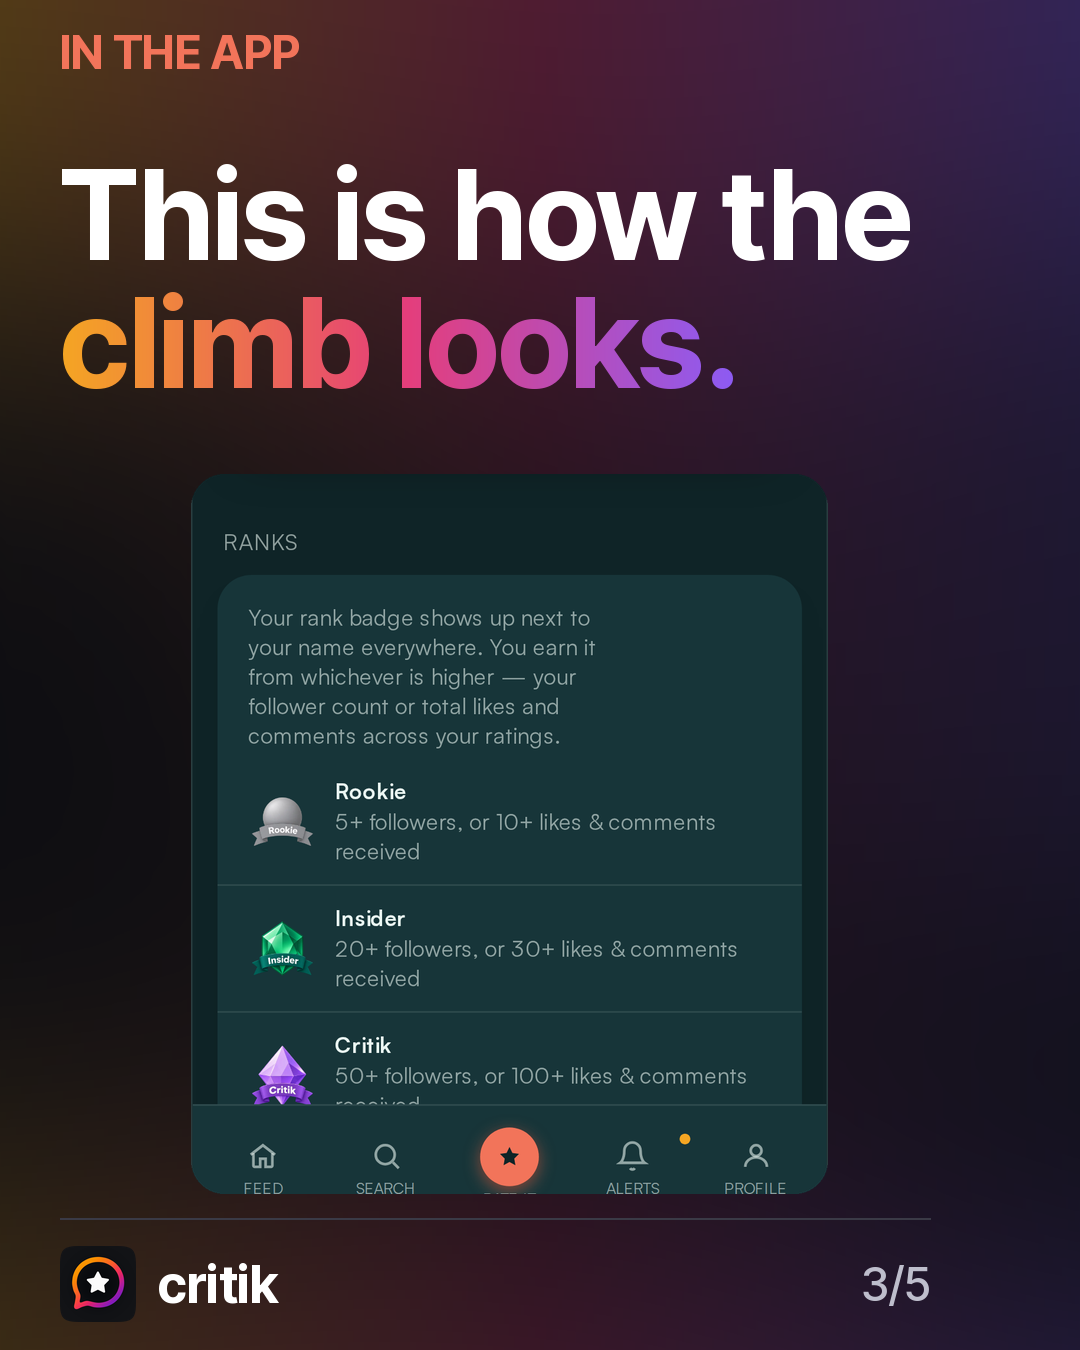 IN THE APP
This is how the
climb looks.
RANKS
Your rank badge shows up next to
your name everywhere. You earn it
from whichever is higher — your
follower count or total likes and
comments across your ratings.
Rookie
Rookie
5+ followers, or 10+ likes & comments
received
Insider
Insider
20+ followers, or 30+ likes & comments
received
Critik
Critik
50+ followers, or 100+ likes & comments
received
FEED
SEARCH
ALERTS
PROFILE
critik
3/5